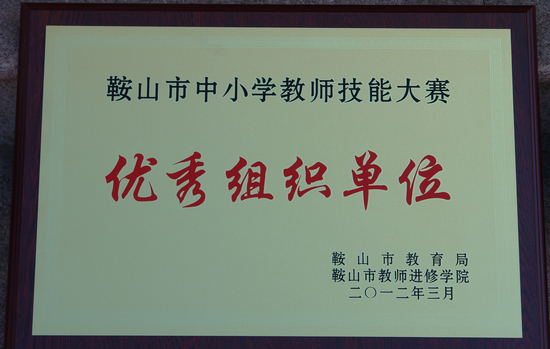 鞍山市中小学教师技能大赛
优秀组织单位
鞍山市教育局
鞍山市教师进修学院
二〇一二年三月